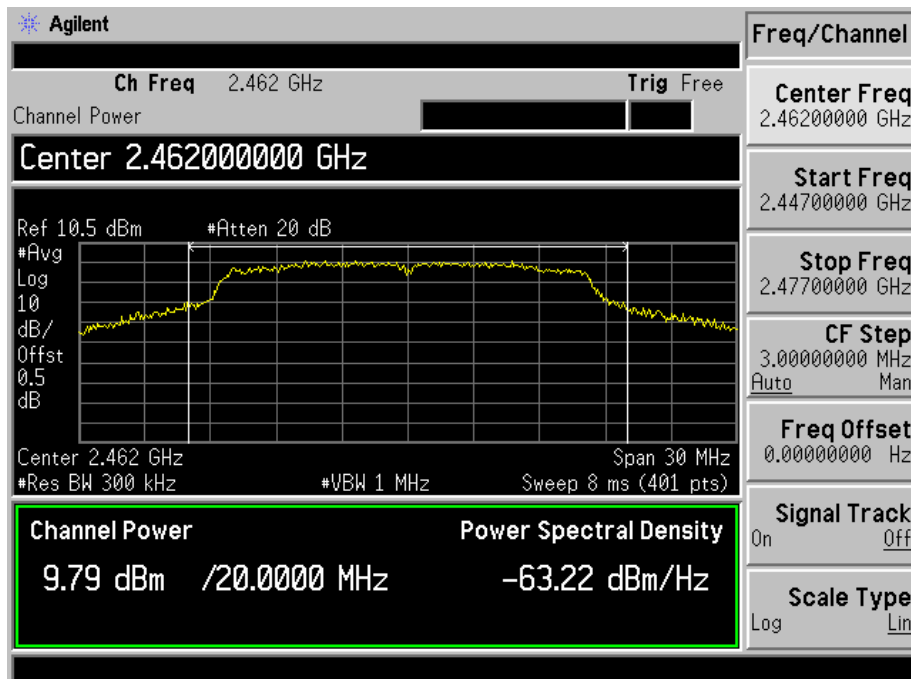 Agilent
Freq/Channel
Ch Freq 2.462 GHz Trig Free
Channel Power
Center 2.462000000 GHz
Ref 10.5 dBm #Atten 20 dB
#Avg
Log
10
dB/
Offst
0.5
dB
Center 2.462 GHz Span 30 MHz
#Res BW 300 kHz #VBW 1 MHz Sweep 8 ms (401 pts)
Channel Power Power Spectral Density
9.79 dBm /20.0000 MHz -63.22 dBm/Hz
Center Freq
2.46200000 GHz
Start Freq
2.44700000 GHz
Stop Freq
2.47700000 GHz
CF Step
3.00000000 MHz
Auto Man
Freq Offset
0.00000000 Hz
Signal Track
On Off
Scale Type
Log Lin